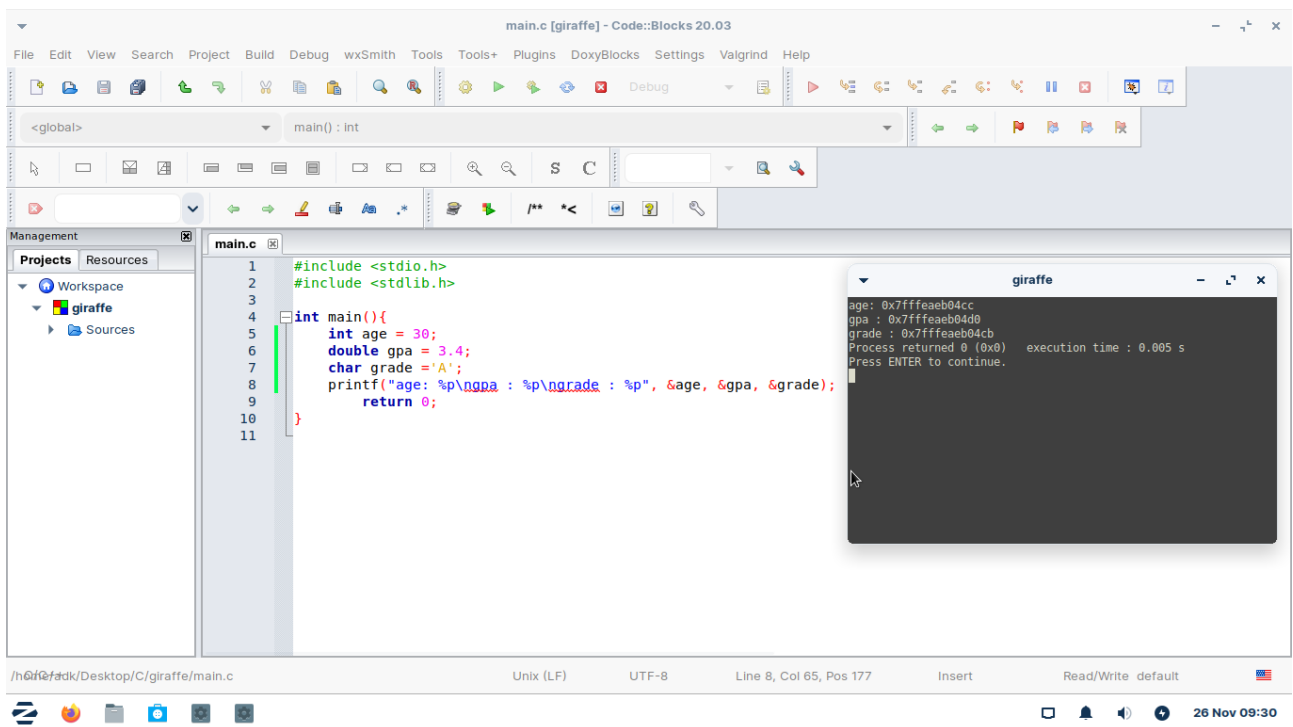 main.c [giraffe] - Code::Blocks 20.03
File Edit View Search Project Build Debug wxSmith Tools Tools+ Plugins DoxyBlocks Settings Valgrind Help
Debug
<global> main() : int
S C
/** *<
Management
Projects Resources
Workspace
giraffe
Sources
main.c
1 #include <stdio.h>
2 #include <stdlib.h>
3
4 int main(){
5 int age = 30;
6 double gpa = 3.4;
7 char grade ='A';
8 printf("age: %p\ngpa : %p\ngrade : %p", &age, &gpa, &grade);
9 return 0;
10 }
11
giraffe
age: 0x7fffeaeb04cc
gpa : 0x7fffeaeb04d0
grade : 0x7fffeaeb04cb
Process returned 0 (0x0) execution time : 0.005 s
Press ENTER to continue.
/home/adk/Desktop/C/giraffe/main.c Unix (LF) UTF-8 Line 8, Col 65, Pos 177 Insert Read/Write default
26 Nov 09:30